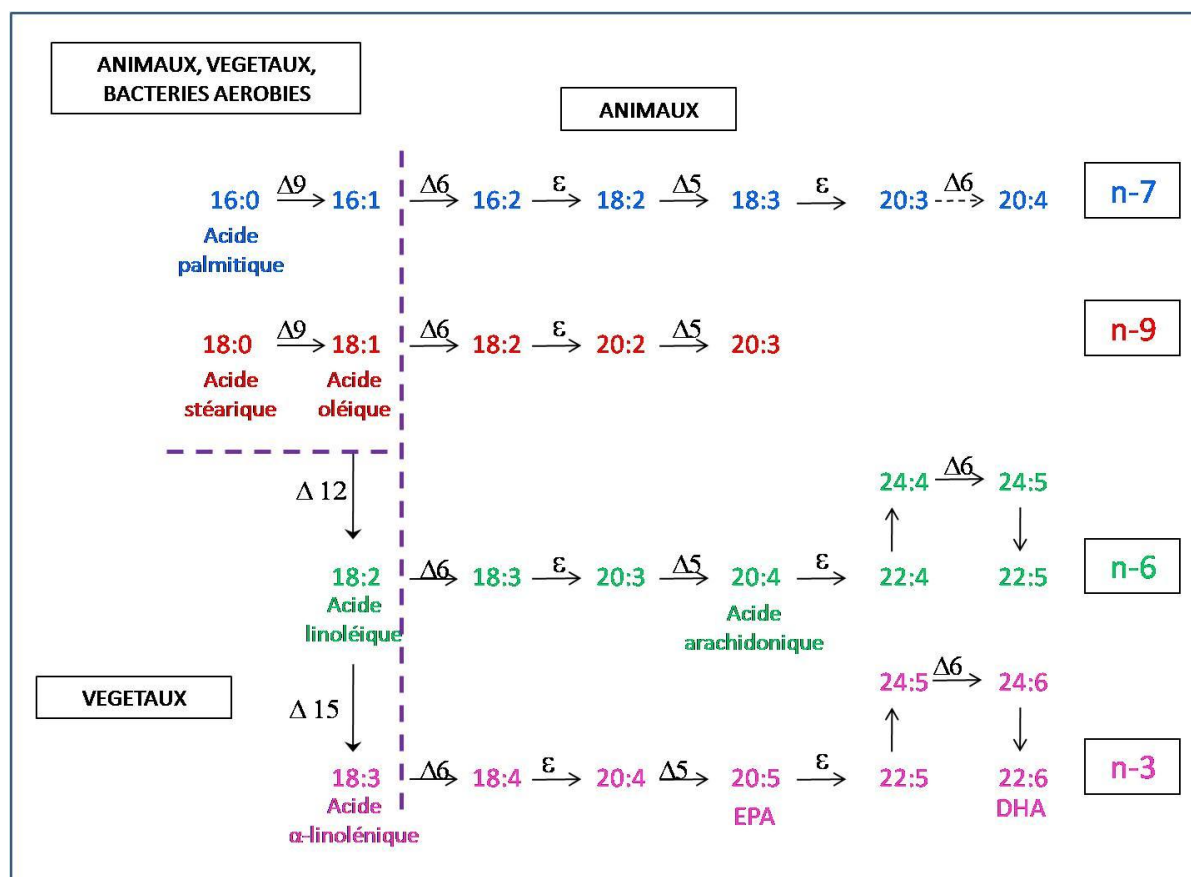 ANIMAUX, VEGETAUX,
BACTERIES AEROBIES
ANIMAUX
16:0 Δ9 16:1 Δ6 16:2 ε 18:2 Δ5 18:3 ε 20:3 Δ6 20:4 n-7
Acide
palmitique
18:0 Δ9 18:1 Δ6 18:2 ε 20:2 Δ5 20:3 n-9
Acide Acide
stéarique oléique
24:4 Δ6 24:5
Δ 12
18:2 Δ6 18:3 ε 20:3 Δ5 20:4 ε 22:4 22:5 n-6
Acide Acide
linoléique arachidonique
24:5 Δ6 24:6
VEGETAUX
Δ 15
18:3 Δ6 18:4 ε 20:4 Δ5 20:5 ε 22:5 22:6 n-3
Acide EPA DHA
α-linolénique